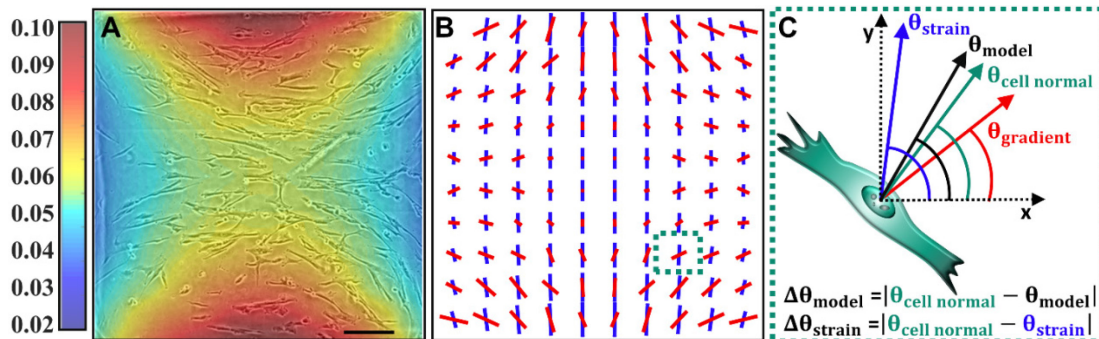 0.10
0.09
0.08
0.07
0.06
0.05
0.04
0.03
0.02
A
B
C
y
θstrain
θmodel
θcell normal
θgradient
x
Δθmodel =|θcell normal − θmodel|
Δθstrain =|θcell normal − θstrain|